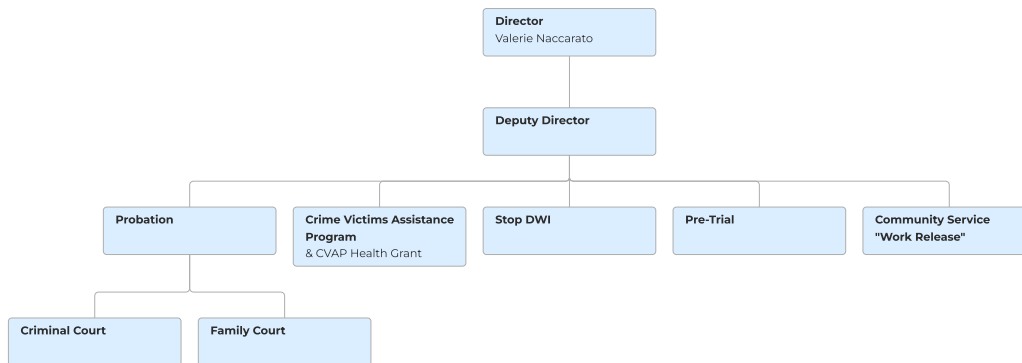 Director
Valerie Naccarato
Deputy Director
Probation
Crime Victims Assistance
Program
& CVAP Health Grant
Stop DWI
Pre-Trial
Community Service
"Work Release"
Criminal Court
Family Court